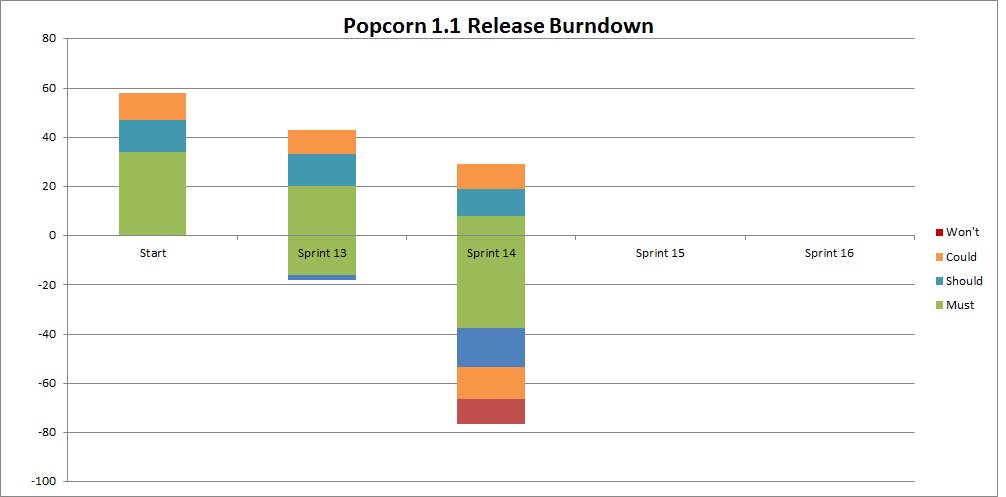 Popcorn 1.1 Release Burndown
80
60
40
20
0
-20
-40
-60
-80
-100
Start
Sprint 13
Sprint 14
Sprint 15
Sprint 16
Won't
Could
Should
Must